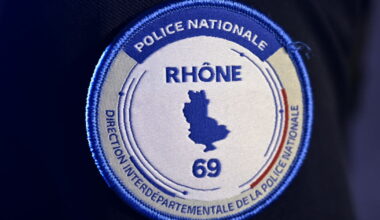 POLICE NATIONALE
RHÔNE
69
DIRECTION INTERDÉPARTEMENTALE DE LA POLICE NATIONALE